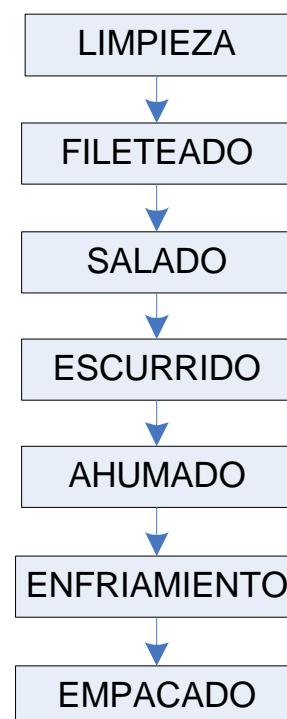 LIMPIEZA
FILETEADO
SALADO
ESCURRIDO
AHUMADO
ENFRIAMIENTO
EMPACADO